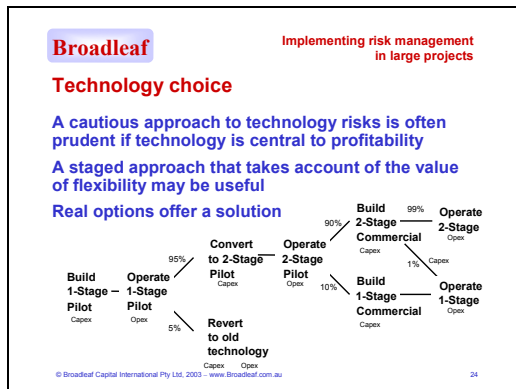 Broadleaf
Implementing risk management
in large projects
Technology choice
A cautious approach to technology risks is often
prudent if technology is central to profitability
A staged approach that takes account of the value
of flexibility may be useful
Real options offer a solution
Build
1-Stage
Pilot
Capex
Operate
1-Stage
Pilot
Opex
95%
Convert
to 2-Stage
Pilot
Capex
5%
Revert
to old
technology
Capex Opex
Operate
2-Stage
Pilot
Opex
90%
Build
2-Stage
Commercial
Capex
99%
Operate
2-Stage
Opex
1%
Capex
10%
Build
1-Stage
Commercial
Capex
Operate
1-Stage
Opex
© Broadleaf Capital International Pty Ltd, 2003 – www.Broadleaf.com.au
24